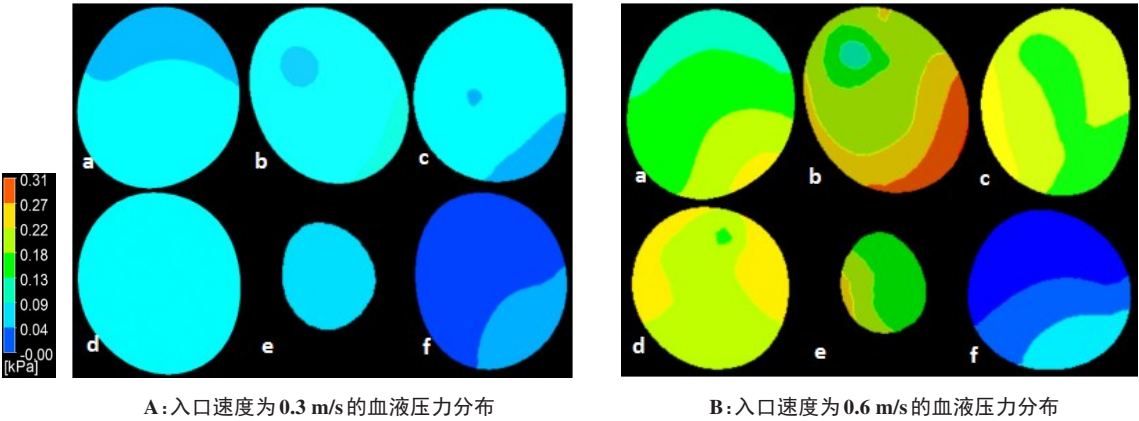 a
b
c
d
e
f
0.31
0.27
0.22
0.18
0.13
0.09
0.04
-0.00
[kPa]
A:入口速度为0.3 m/s的血液压力分布
a
b
c
d
e
f
B:入口速度为0.6 m/s的血液压力分布